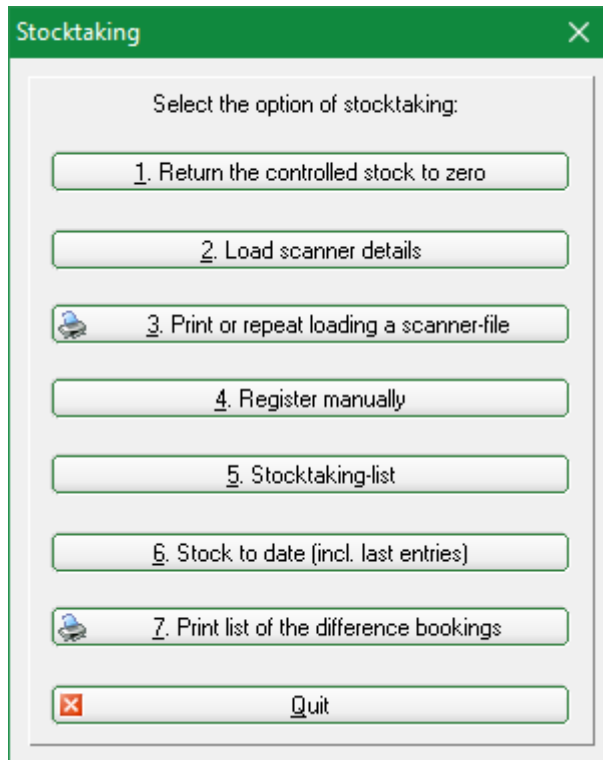 Stocktaking
Select the option of stocktaking:
1. Return the controlled stock to zero
2. Load scanner details
3. Print or repeat loading a scanner-file
4. Register manually
5. Stocktaking-list
6. Stock to date (incl. last entries)
7. Print list of the difference bookings
Quit